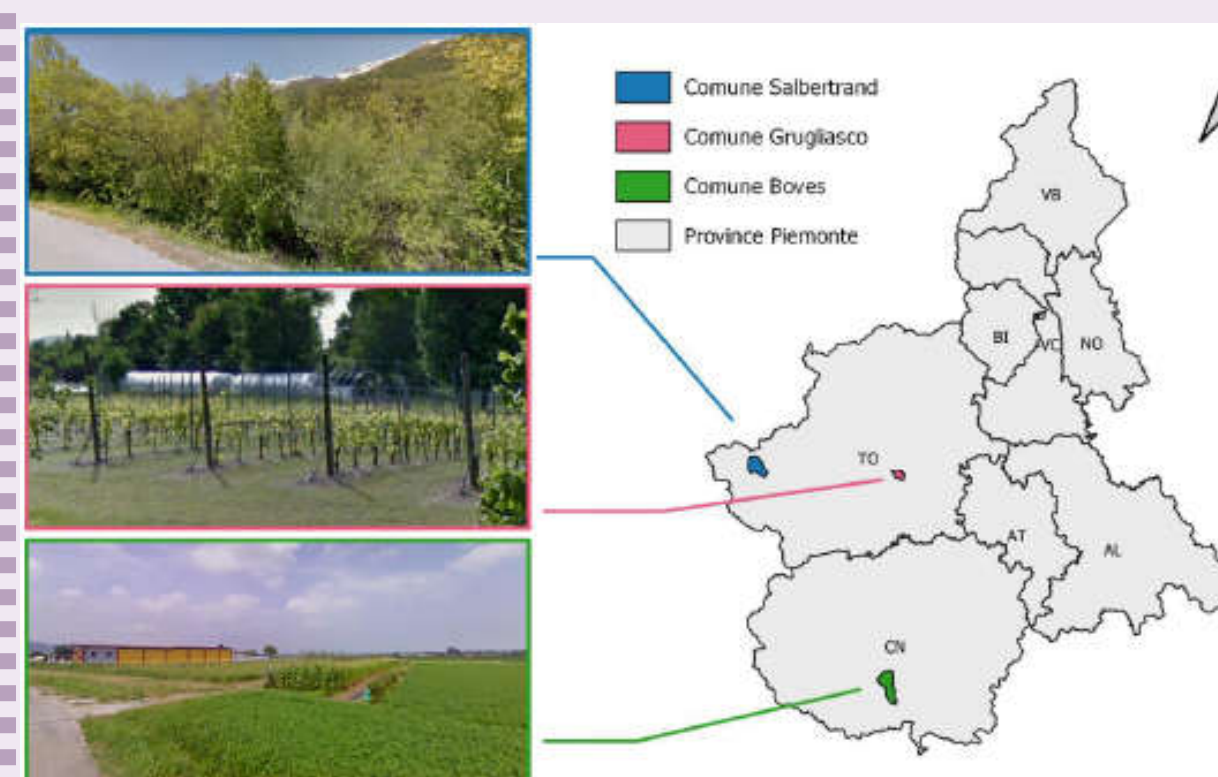 Comune Salbertrand
Comune Grugliasco
Comune Boves
Province Piemonte
VB
BI
VC
NO
TO
AT
AL
CN